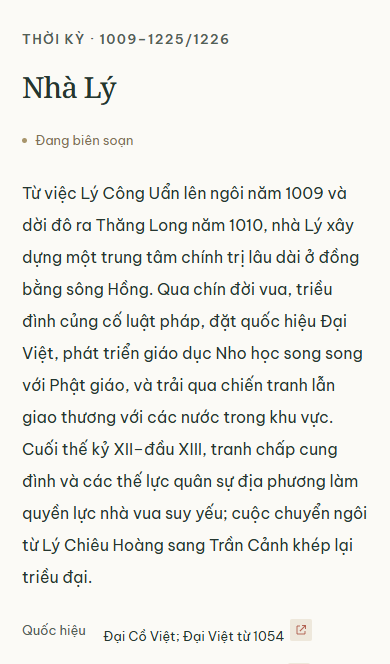 THỜI KỲ · 1009–1225/1226
Nhà Lý
Đang biên soạn
Từ việc Lý Công Uẩn lên ngôi năm 1009 và
dời đô ra Thăng Long năm 1010, nhà Lý xây
dựng một trung tâm chính trị lâu dài ở đồng
bằng sông Hồng. Qua chín đời vua, triều
đình củng cố luật pháp, đặt quốc hiệu Đại
Việt, phát triển giáo dục Nho học song song
với Phật giáo, và trải qua chiến tranh lẫn
giao thương với các nước trong khu vực.
Cuối thế kỷ XII–đầu XIII, tranh chấp cung
đình và các thế lực quân sự địa phương làm
quyền lực nhà vua suy yếu; cuộc chuyển ngôi
từ Lý Chiêu Hoàng sang Trần Cảnh khép lại
triều đại.
Quốc hiệu Đại Cồ Việt; Đại Việt từ 1054